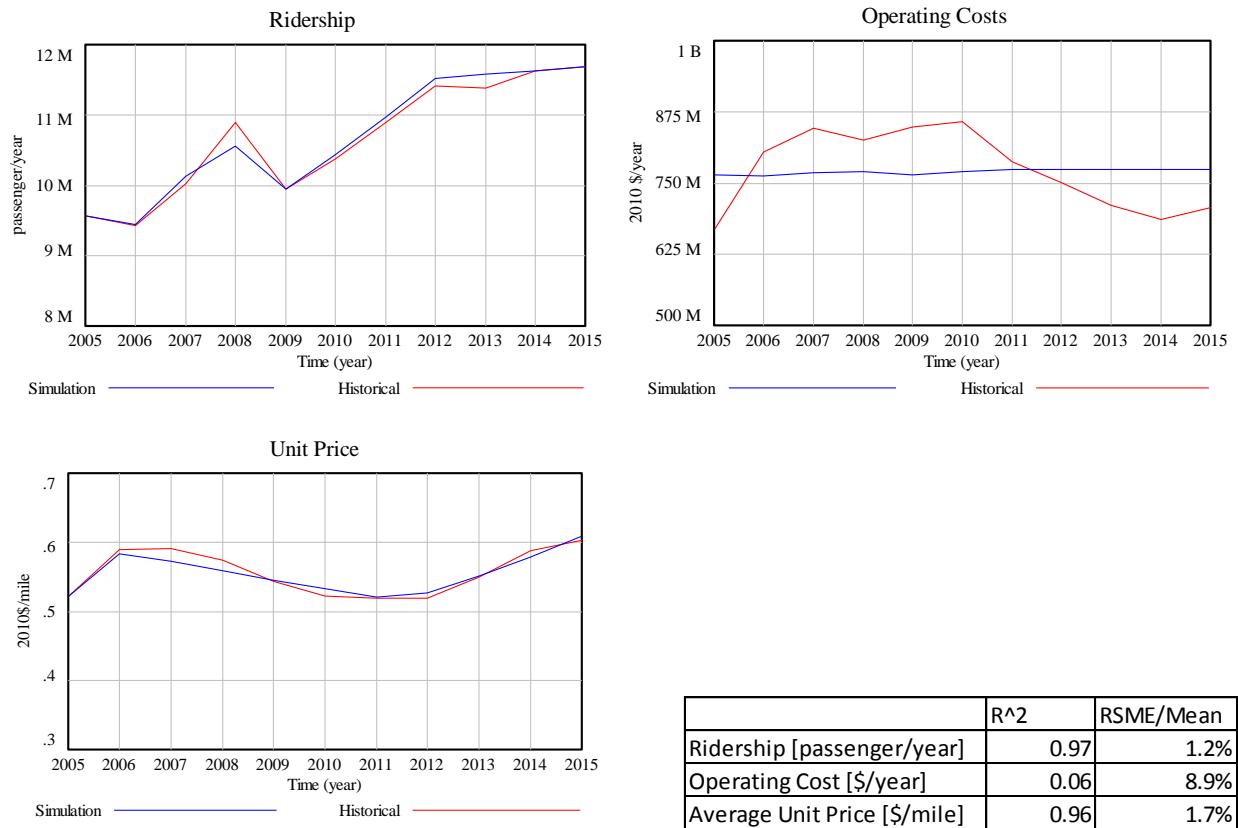 Ridership
12 M
11 M
10 M
9 M
8 M
passenger/year
2005 2006 2007 2008 2009 2010 2011 2012 2013 2014 2015
Time (year)
Simulation Historical
Operating Costs
1 B
875 M
750 M
625 M
500 M
2010 $/year
2005 2006 2007 2008 2009 2010 2011 2012 2013 2014 2015
Time (year)
Simulation Historical
Unit Price
.7
.6
.5
.4
.3
2010$/mile
2005 2006 2007 2008 2009 2010 2011 2012 2013 2014 2015
Time (year)
Simulation Historical
R^2 RSME/Mean
Ridership [passenger/year] 0.97 1.2%
Operating Cost [$/year] 0.06 8.9%
Average Unit Price [$/mile] 0.96 1.7%